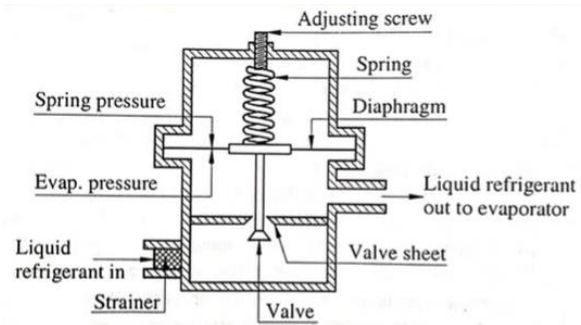 Adjusting screw
Spring
Spring pressure
Diaphragm
Evap. pressure
Liquid refrigerant
out to evaporator
Liquid
refrigerant in
Valve sheet
Strainer
Valve